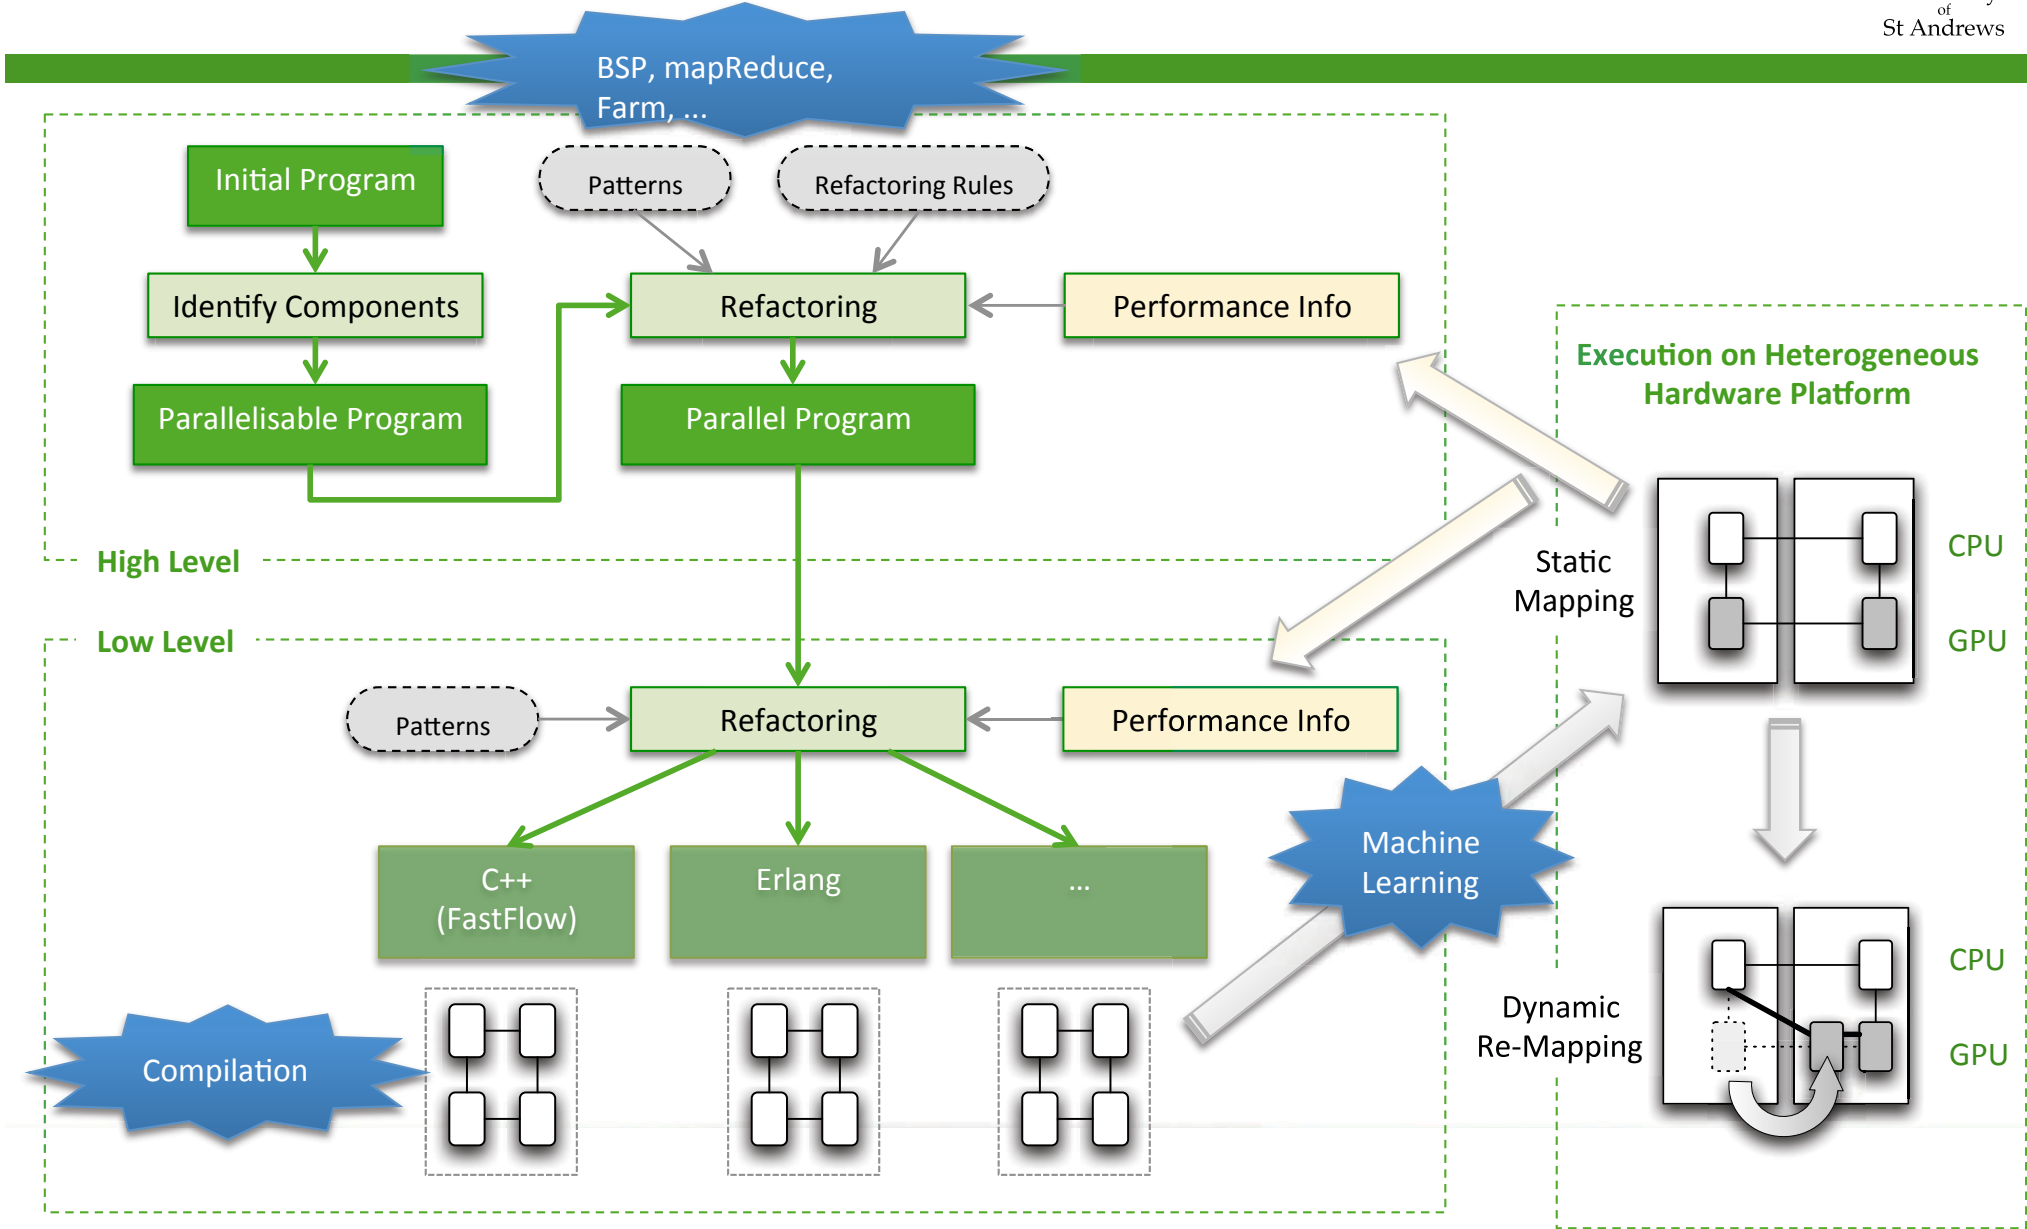 of
St Andrews
BSP, mapReduce,
Farm, ...
Initial Program
Patterns
Refactoring Rules
Identify Components
Refactoring
Performance Info
Execution on Heterogeneous
Hardware Platform
Parallelisable Program
Parallel Program
CPU
Static
Mapping
High Level
GPU
Low Level
Patterns
Refactoring
Performance Info
Machine
Learning
C++
(FastFlow)
Erlang
...
CPU
Dynamic
Re-Mapping
GPU
Compilation